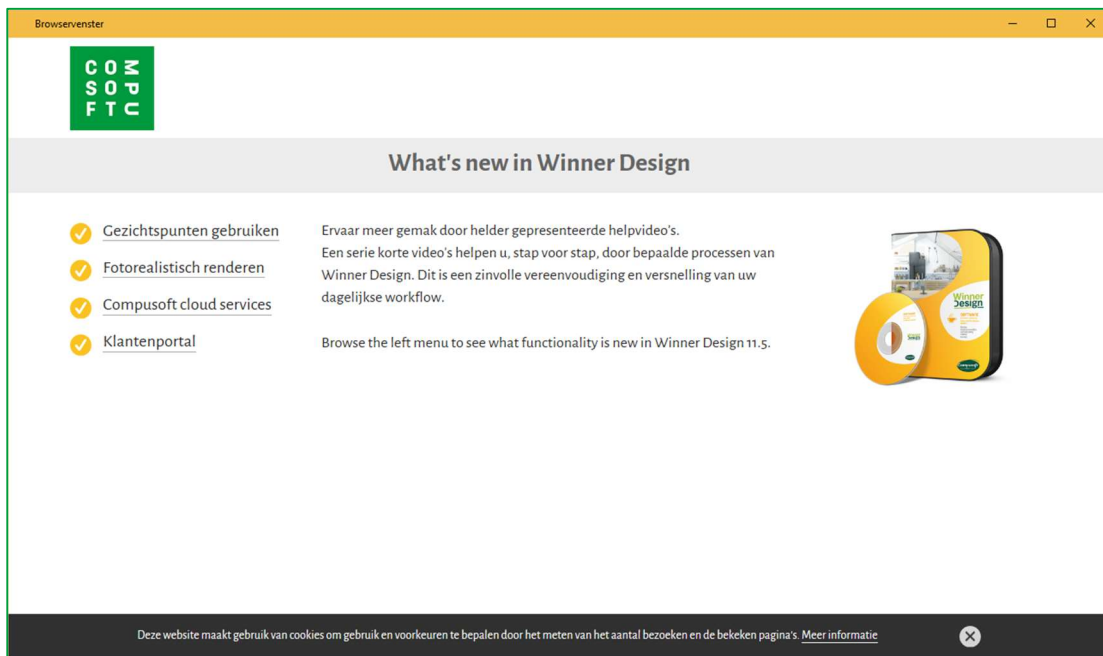 Browservenster
COM
SOP
FTU
What's new in Winner Design
Gezichtspunten gebruiken
Fotorealistisch renderen
Compusoft cloud services
Klantenportal
Ervaar meer gemak door helder gepresenteerde helpvideo's.
Een serie korte video's helpen u, stap voor stap, door bepaalde processen van
Winner Design. Dit is een zinvolle vereenvoudiging en versnelling van uw
dagelijkse workflow.
Browse the left menu to see what functionality is new in Winner Design 11.5.
Winner
Design
Deze website maakt gebruik van cookies om gebruik en voorkeuren te bepalen door het meten van het aantal bezoeken en de bekeken pagina's. Meer informatie